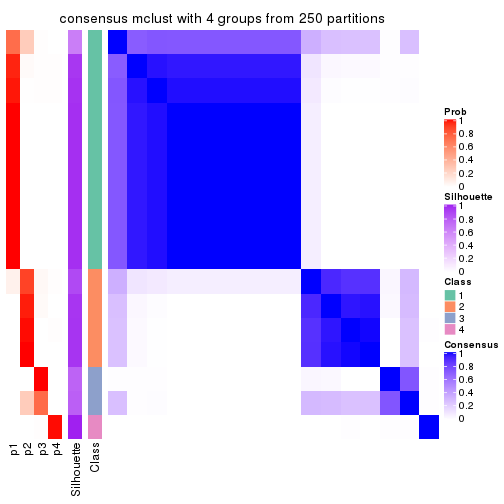 consensus mclust with 4 groups from 250 partitions
Prob
1
0.8
0.6
0.4
0.2
0
Silhouette
1
0.8
0.6
0.4
0.2
0
Class
1
2
3
4
Consensus
1
0.8
0.6
0.4
0.2
0
p1
p2
p3
p4
Silhouette
Class